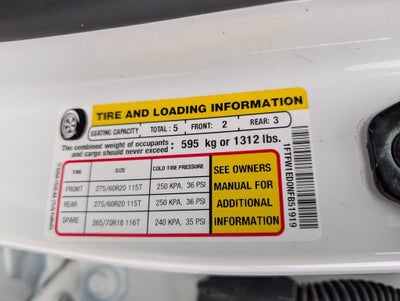 TIRE AND LOADING INFORMATION
SEATING CAPACITY TOTAL : 5 FRONT: 2 REAR: 3
The combined weight of occupants and cargo should never exceed : 595 kg or 1312 lbs.
TIRE SIZE COLD TIRE PRESSURE
FRONT 275/60R20 115T 250 KPA, 36 PSI
REAR 275/60R20 115T 250 KPA, 36 PSI
SPARE 265/70R18 116T 240 KPA, 35 PSI
SEE OWNERS
MANUAL FOR
ADDITIONAL
INFORMATION
1FTFW1ED0NFB51919